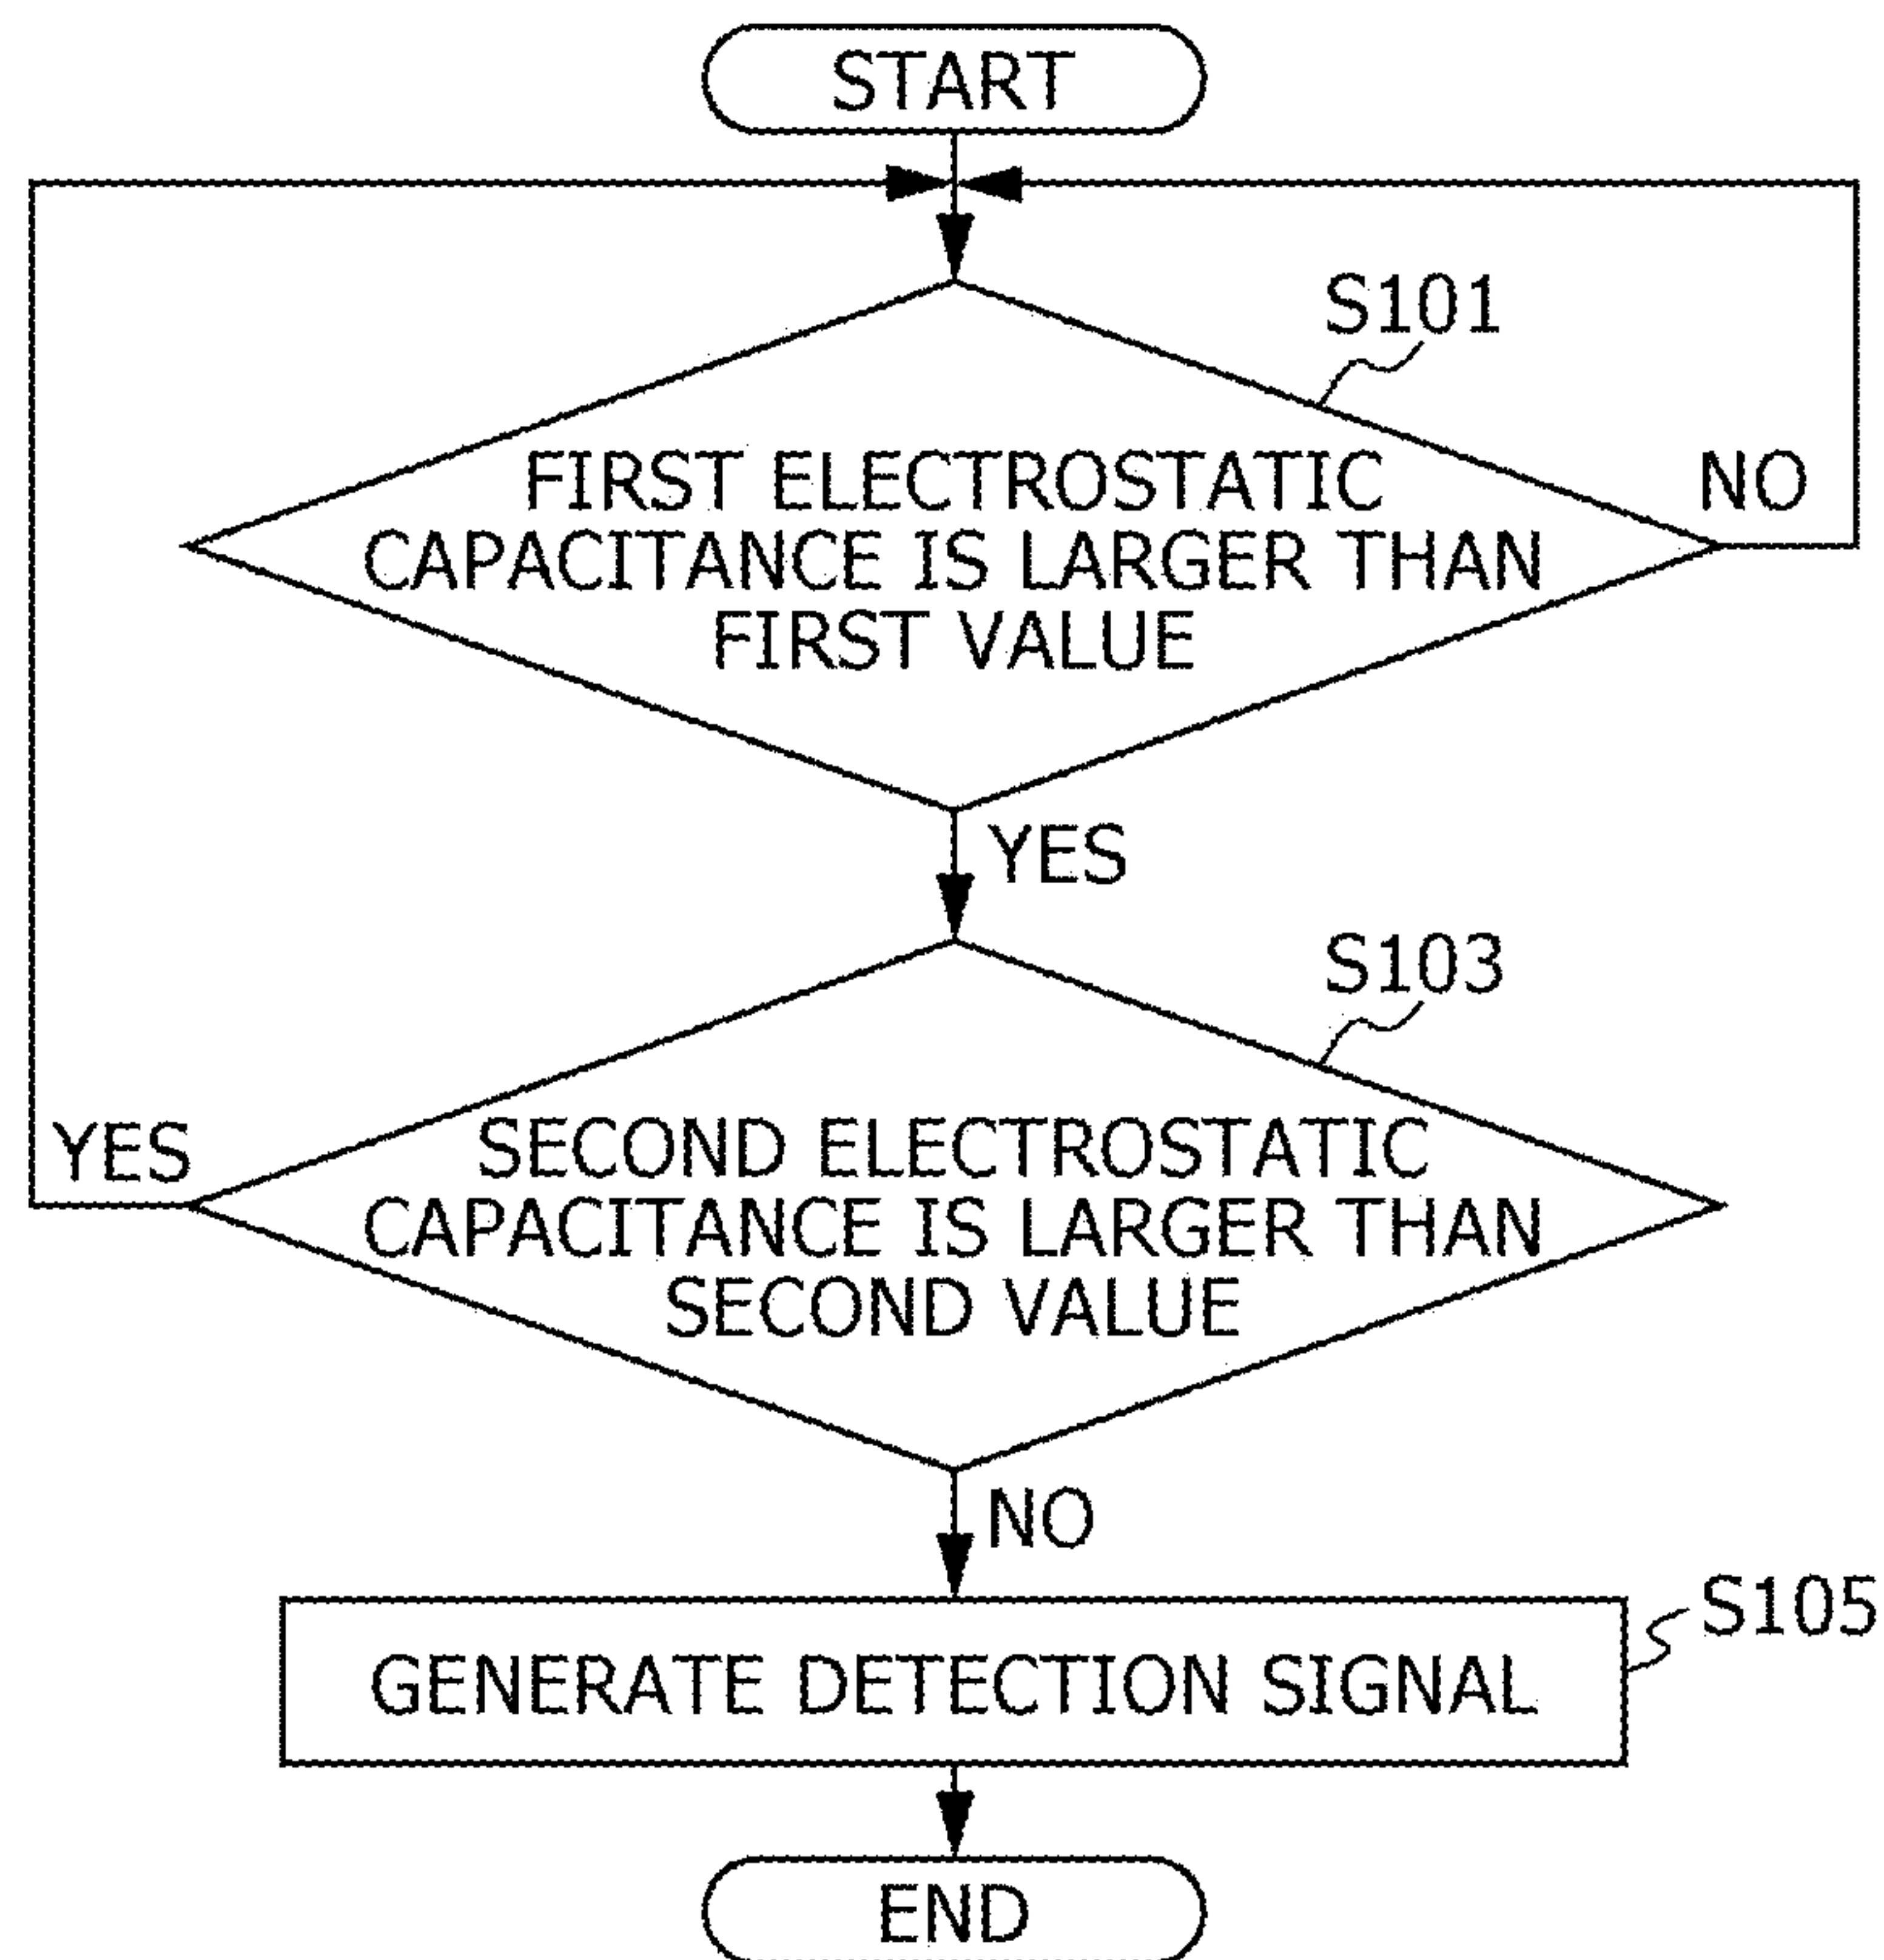 START
S101
FIRST ELECTROSTATIC
CAPACITANCE IS LARGER THAN
FIRST VALUE
NO
YES
S103
SECOND ELECTROSTATIC
CAPACITANCE IS LARGER THAN
SECOND VALUE
YES
NO
S105
GENERATE DETECTION SIGNAL
END